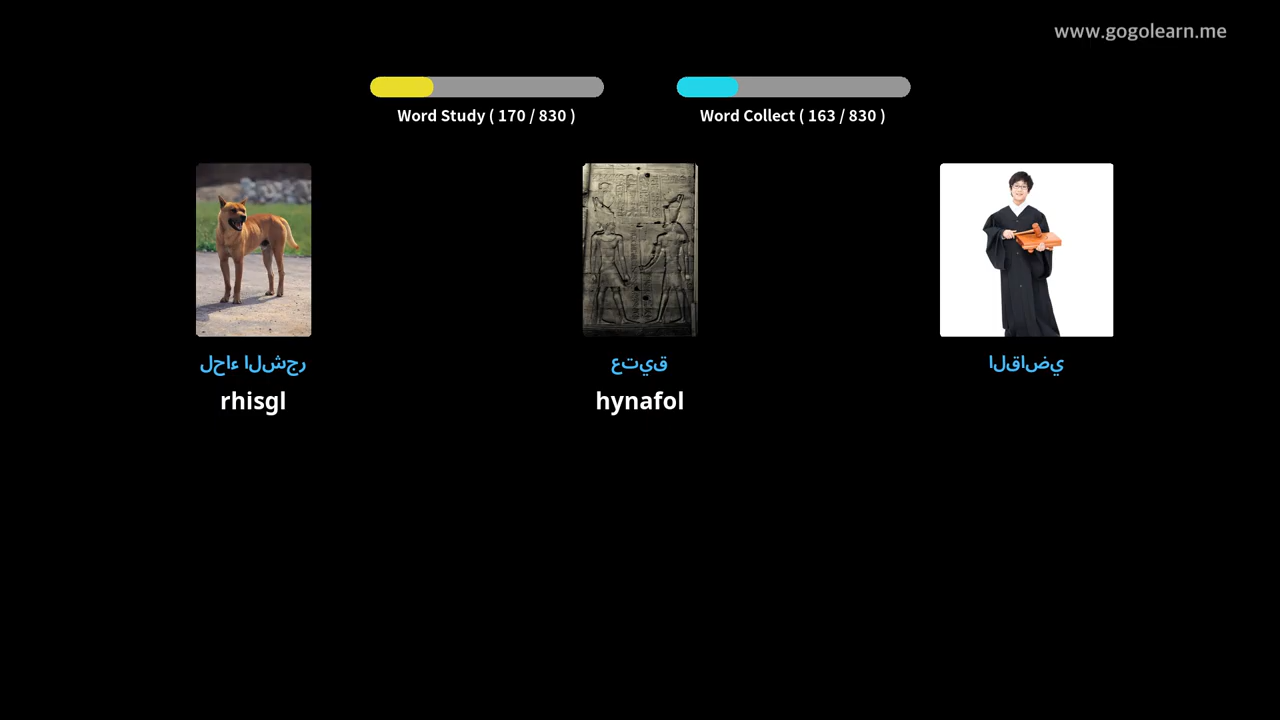 www.gogolearn.me
Word Study ( 170 / 830 )
Word Collect ( 163 / 830 )
لحاء الشجر
عتيق
القاضي
rhisgl
hynafol